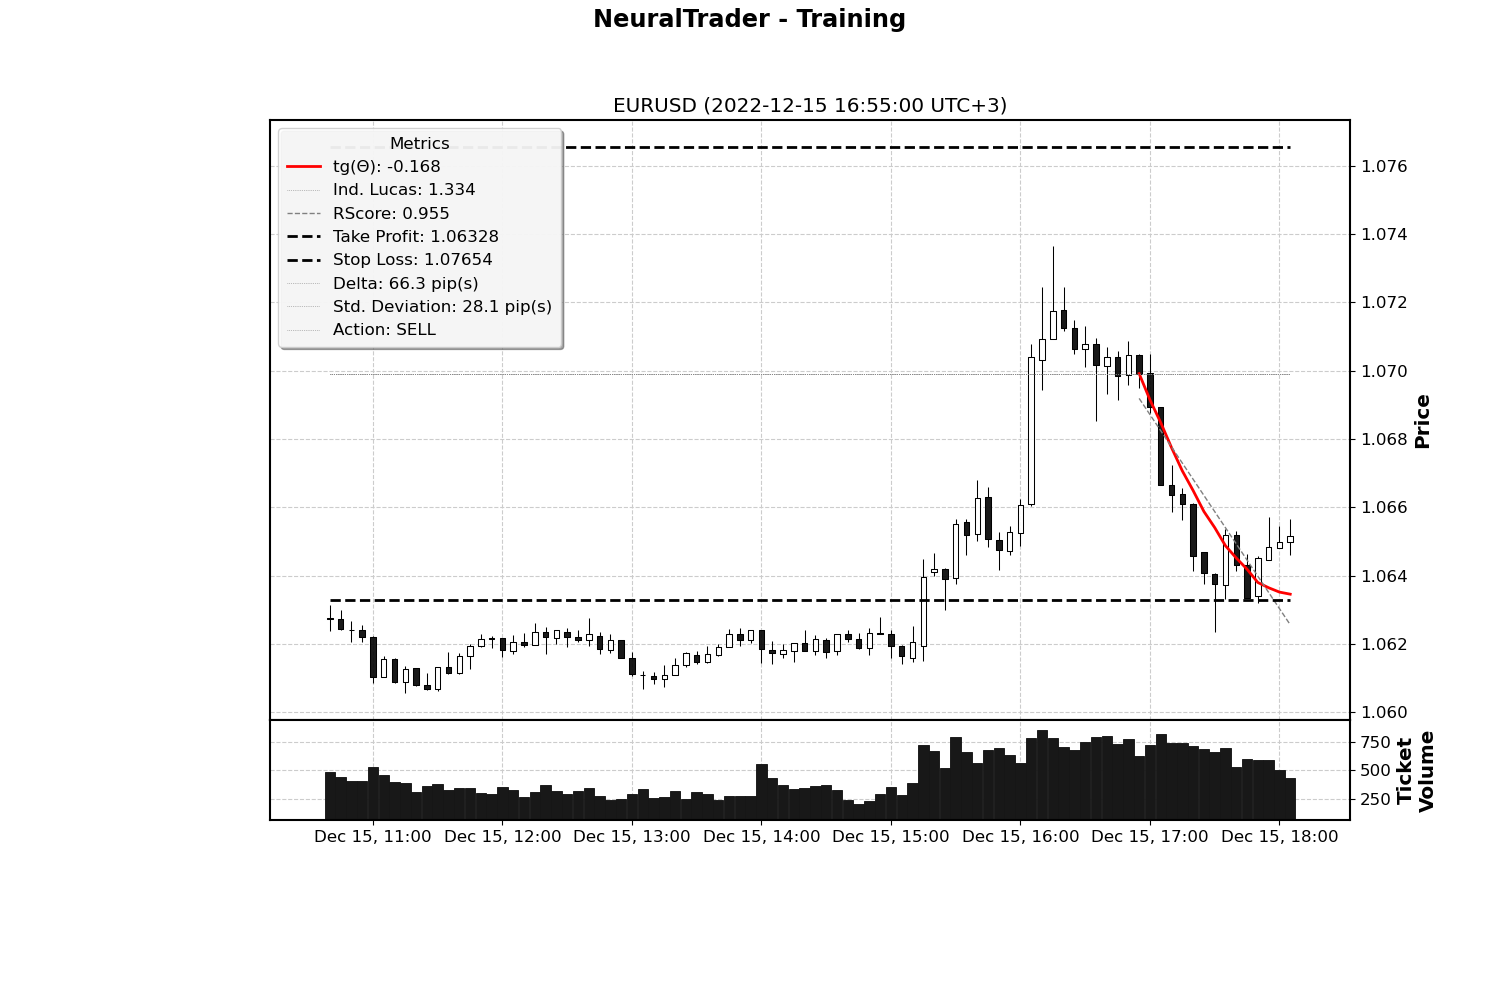 NeuralTrader - Training
EURUSD (2022-12-15 16:55:00 UTC+3)
Metrics
tg(Θ): -0.168
Ind. Lucas: 1.334
RScore: 0.955
Take Profit: 1.06328
Stop Loss: 1.07654
Delta: 66.3 pip(s)
Std. Deviation: 28.1 pip(s)
Action: SELL
1.076
1.074
1.072
1.070
1.068
1.066
1.064
1.062
1.060
Price
750
500
250
Ticket
Volume
Dec 15, 11:00 Dec 15, 12:00 Dec 15, 13:00 Dec 15, 14:00 Dec 15, 15:00 Dec 15, 16:00 Dec 15, 17:00 Dec 15, 18:00